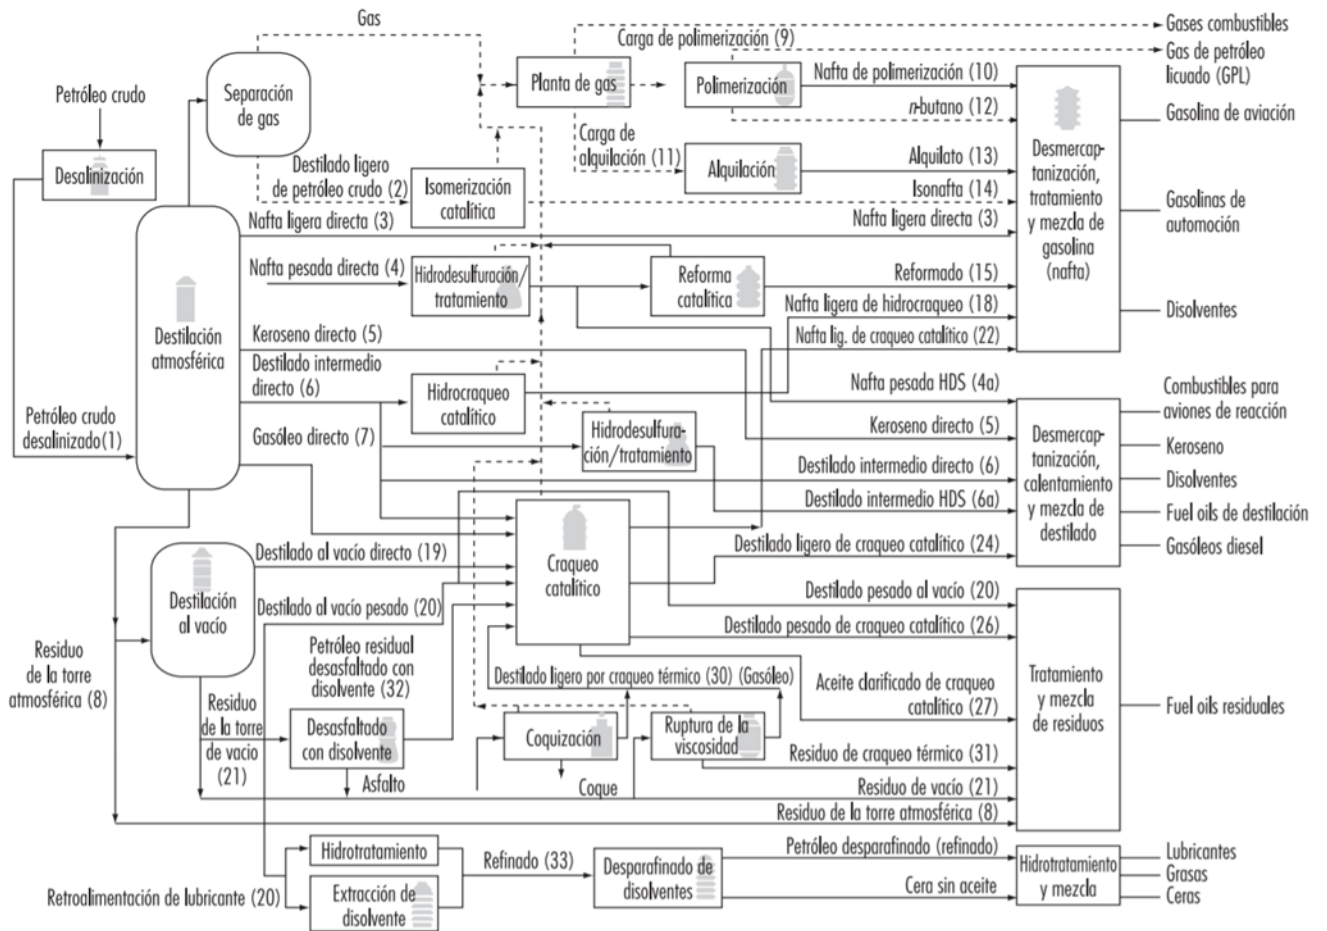 Gas
Gases combustibles
Carga de polimerización (9)
Gas de petróleo
licuado (GPL)
Petróleo crudo
Separación
de gas
Planta de gas
Polimerización
Nafta de polimerización (10)
n-butano (12)
Gasolina de aviación
Desalinización
Carga de
alquilación (11)
Alquilación
Alquilato (13)
Desmercap-
tanización,
tratamiento
y mezcla de
gasolina
(nafta)
Destilado ligero
de petróleo crudo (2)
Isomerización
catalítica
Isonafta (14)
Gasolinas de
automoción
Nafta ligera directa (3)
Nafta ligera directa (3)
Nafta pesada directa (4)
Hidrodesulfuración/
tratamiento
Reforma
catalítica
Reformado (15)
Nafta ligera de hidrocraqueo (18)
Disolventes
Destilación
atmosférica
Keroseno directo (5)
Nafta lig. de craqueo catalítico (22)
Destilado intermedio
directo (6)
Hidrocraqueo
catalítico
Nafta pesada HDS (4a)
Combustibles para
aviones de reacción
Petróleo crudo
desalinizado(1)
Gasóleo directo (7)
Hidrodesulfura-
ción/tratamiento
Keroseno directo (5)
Desmercap-
tanización,
calentamiento
y mezcla de
destilado
Keroseno
Destilado intermedio directo (6)
Disolventes
Destilado intermedio HDS (6a)
Fuel oils de destilación
Destilado al vacío directo (19)
Craqueo
catalítico
Destilado ligero de craqueo catalítico (24)
Gasóleos diesel
Destilación
al vacío
Destilado al vacío pesado (20)
Destilado pesado al vacío (20)
Destilado pesado de craqueo catalítico (26)
Residuo
de la torre
atmosférica (8)
Petróleo residual
desasfaltado con
disolvente (32)
Destilado ligero por craqueo térmico (30) (Gasóleo)
Aceite clarificado de craqueo
catalítico (27)
Tratamiento
y mezcla
de residuos
Fuel oils residuales
Residuo
de la torre
de vacio
(21)
Desasfaltado
con disolvente
Coquización
Ruptura de la
viscosidad
Residuo de craqueo térmico (31)
Asfalto
Coque
Residuo de vacío (21)
Residuo de la torre atmosférica (8)
Hidrotratamiento
Refinado (33)
Desparafinado de
disolventes
Petróleo desparafinado (refinado)
Hidrotratamiento
y mezcla
Lubricantes
Grasas
Ceras
Retroalimentación de lubricante (20)
Extracción de
disolvente
Cera sin aceite